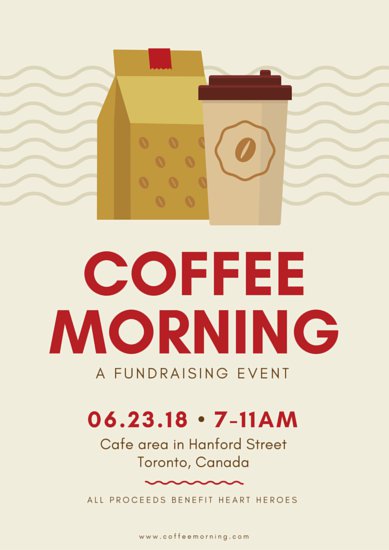 COFFEE
MORNING
A FUNDRAISING EVENT
06.23.18 • 7-11AM
Cafe area in Hanford Street
Toronto, Canada
ALL PROCEEDS BENEFIT HEART HEROES
www.coffeemorning.com